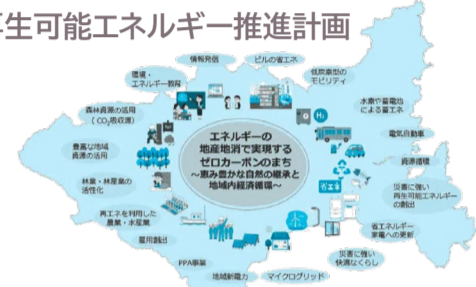 再生可能エネルギー推進計画
情報発信
ビルの省エネ
環境・
エネルギー教育
低炭素型の
モビリティ
森林資源の活用
（CO₂吸収源）
水素や蓄電池
による蓄エネ
H₂
エネルギーの
地産地消で実現する
ゼロカーボンのまち
～恵み豊かな自然の継承と
地域内経済循環～
電気自動車
豊富な地域
資源の活用
資源循環
林業・林産業の
活性化
省エネ
災害に強い
再生可能エネルギー
の創出
再エネを利用した
農業・水産業
省エネルギー
家電への更新
雇用創出
災害に強い
快適なくらし
PPA事業
地域新電力
マイクログリッド